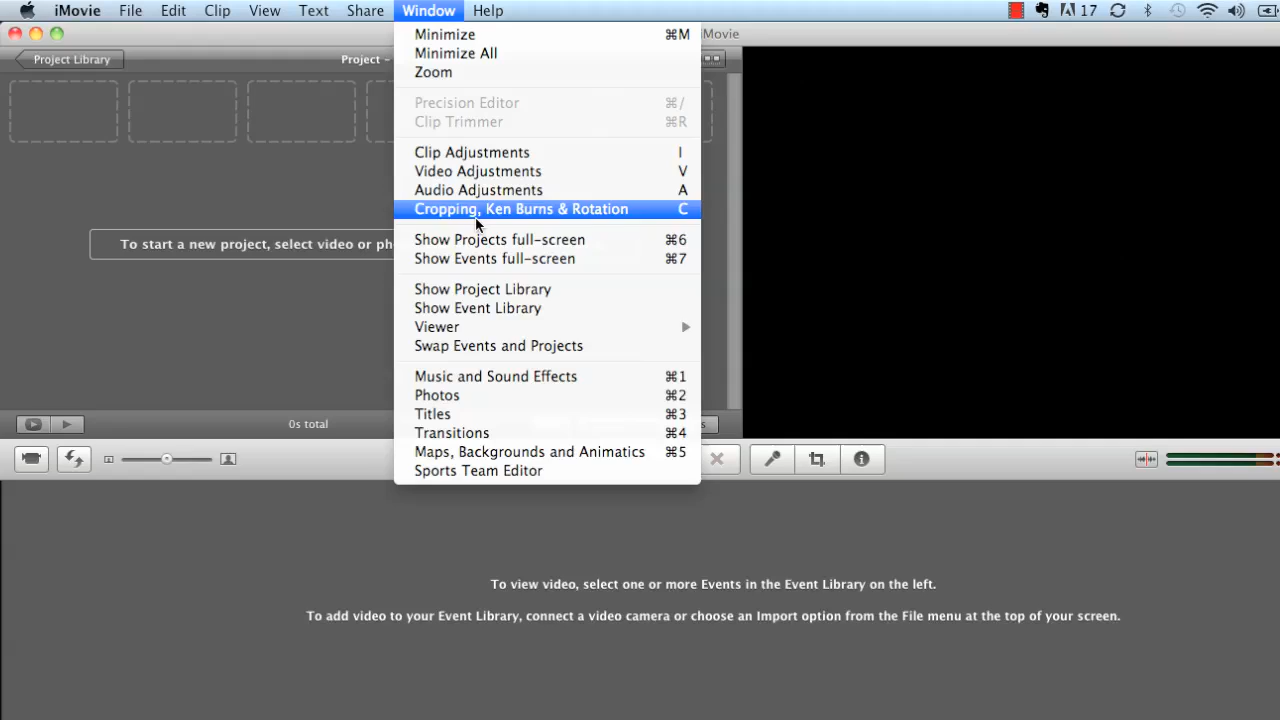 iMovie File Edit Clip View Text Share Window Help 17
iMovie
Project Library
Project –
Minimize ⌘M
Minimize All
Zoom
Precision Editor ⌘/
Clip Trimmer ⌘R
Clip Adjustments I
Video Adjustments V
Audio Adjustments A
Cropping, Ken Burns & Rotation C
To start a new project, select video or ph
Show Projects full-screen ⌘6
Show Events full-screen ⌘7
Show Project Library
Show Event Library
Viewer
Swap Events and Projects
Music and Sound Effects ⌘1
Photos ⌘2
Titles ⌘3
Transitions ⌘4
Maps, Backgrounds and Animatics ⌘5
Sports Team Editor
0s total s
To view video, select one or more Events in the Event Library on the left.
To add video to your Event Library, connect a video camera or choose an Import option from the File menu at the top of your screen.